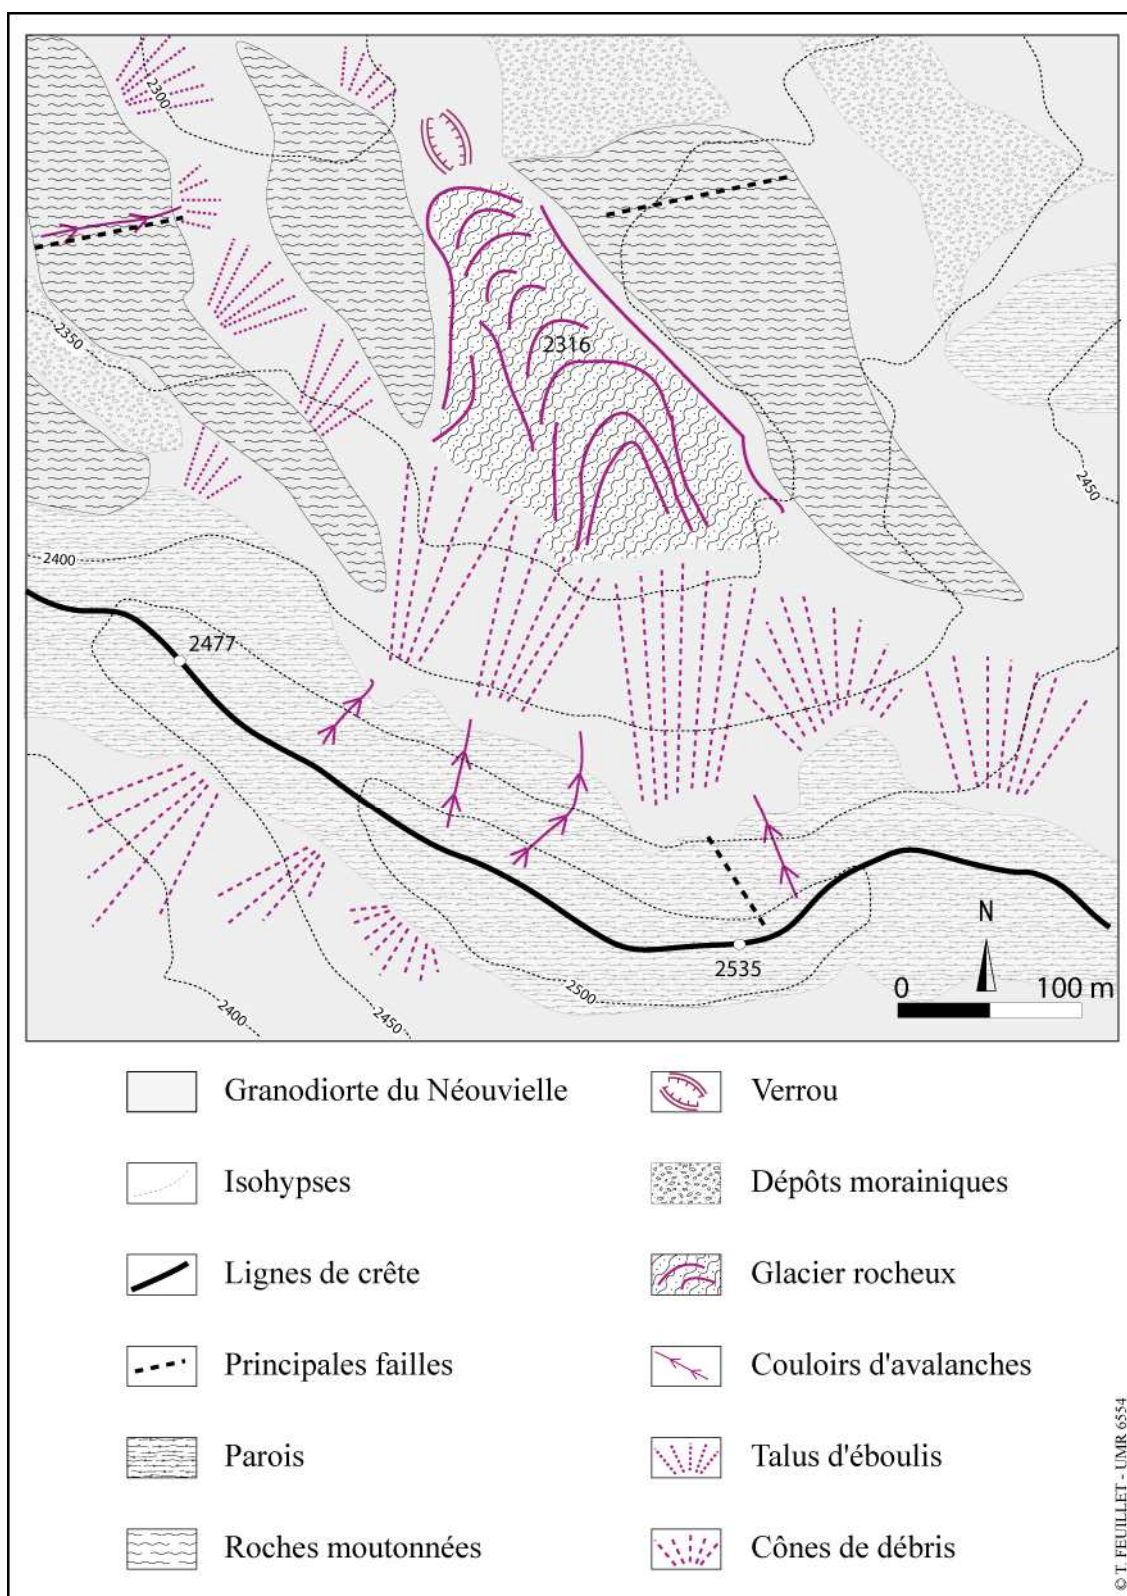 2300
2350
2316
2450
2400
2477
N
2535
0 100 m
2500
2400
2450
Granodiorte du Néouvielle
Verrou
Isohypses
Dépôts morainiques
Lignes de crête
Glacier rocheux
Principales failles
Couloirs d'avalanches
Parois
Talus d'éboulis
Roches moutonnées
Cônes de débris
© T. FEUILLET - UMR 6554